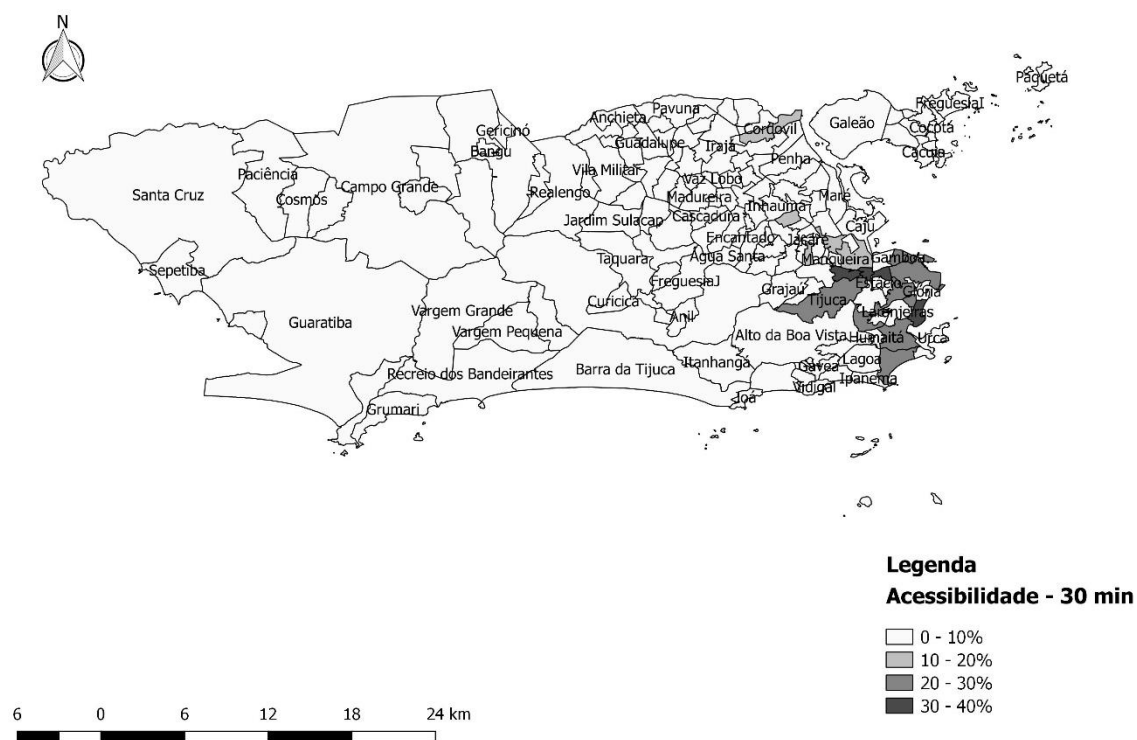 N
Paquetá
FreguesiaI
Pavuna
Anchieta
Cordovil
Galeão
Cocotá
Gericinó
Guadalupe
Irajá
Bangu
Cacuia
Penha
Paciência
Vila Militar
Vaz Lobo
Santa Cruz
Campo Grande
Realengo
Madureira
Maré
Cosmos
Inhaúma
Jardim Sulacap
Cascadura
Caju
Encantado
Jacaré
Taquara
Água Santa
Mangueira
Gamboa
Sepetiba
FreguesiaJ
Grajaú
Estácio
Glória
Curicica
Tijuca
Vargem Grande
Anil
Laranjeiras
Guaratiba
Vargem Pequena
Alto da Boa Vista
Humaitá
Urca
Itanhangá
Lagoa
Gávea
Recreio dos Bandeirantes
Barra da Tijuca
Ipanema
Vidigal
Joá
Grumari
Legenda
Acessibilidade - 30 min
0 - 10%
10 - 20%
20 - 30%
30 - 40%
6 0 6 12 18 24 km